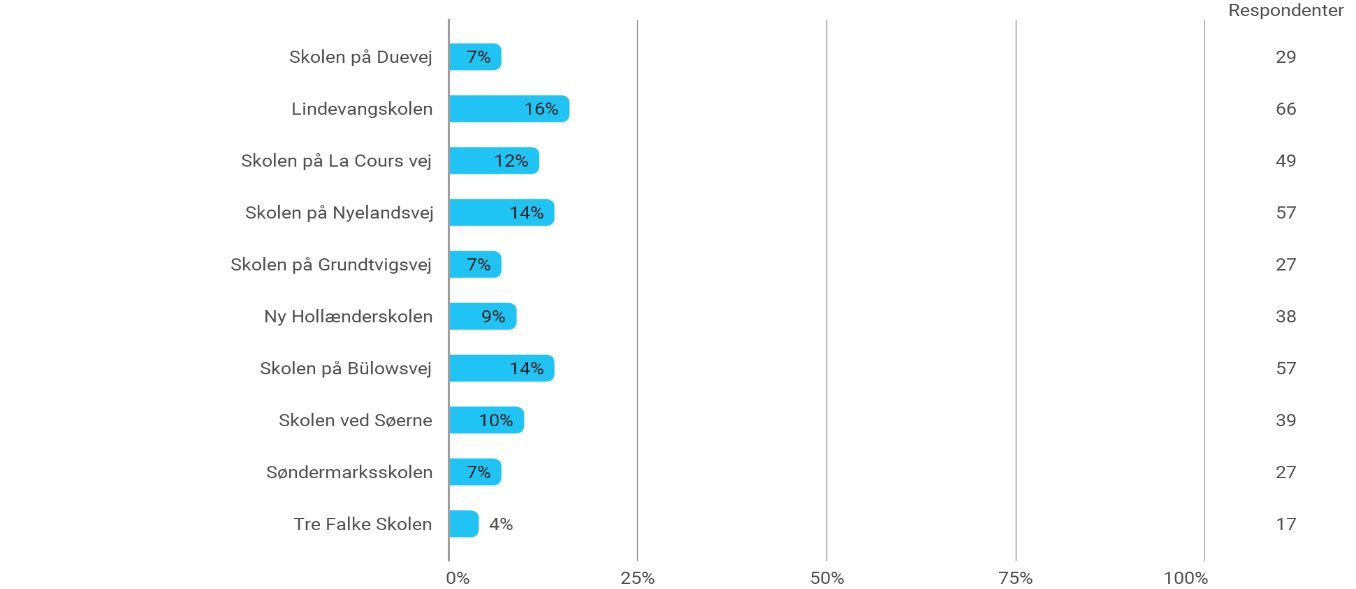 Respondenter
Skolen på Duevej 7% 29
Lindevangskolen 16% 66
Skolen på La Cours vej 12% 49
Skolen på Nyelandsvej 14% 57
Skolen på Grundtvigsvej 7% 27
Ny Hollænderskolen 9% 38
Skolen på Bülowsvej 14% 57
Skolen ved Søerne 10% 39
Søndermarksskolen 7% 27
Tre Falke Skolen 4% 17
0% 25% 50% 75% 100%